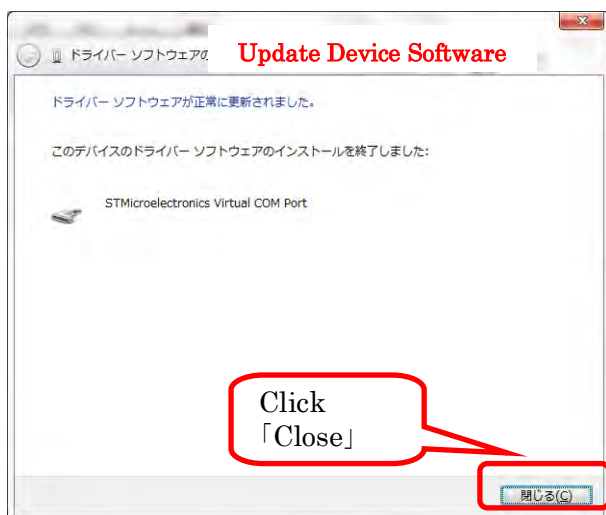 ドライバー ソフトウェアの
Update Device Software
ドライバー ソフトウェアが正常に更新されました。
このデバイスのドライバー ソフトウェアのインストールを終了しました:
STMicroelectronics Virtual COM Port
Click
「Close」
閉じる(C)